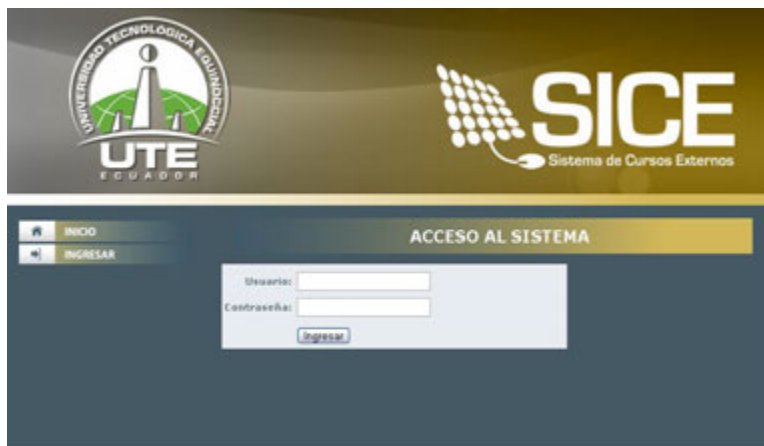 UNIVERSIDAD TECNOLÓGICA EQUINOCCIAL
UTE
ECUADOR
SICE
Sistema de Cursos Externos
INICIO
INGRESAR
ACCESO AL SISTEMA
Usuario:
Contraseña:
Ingresar